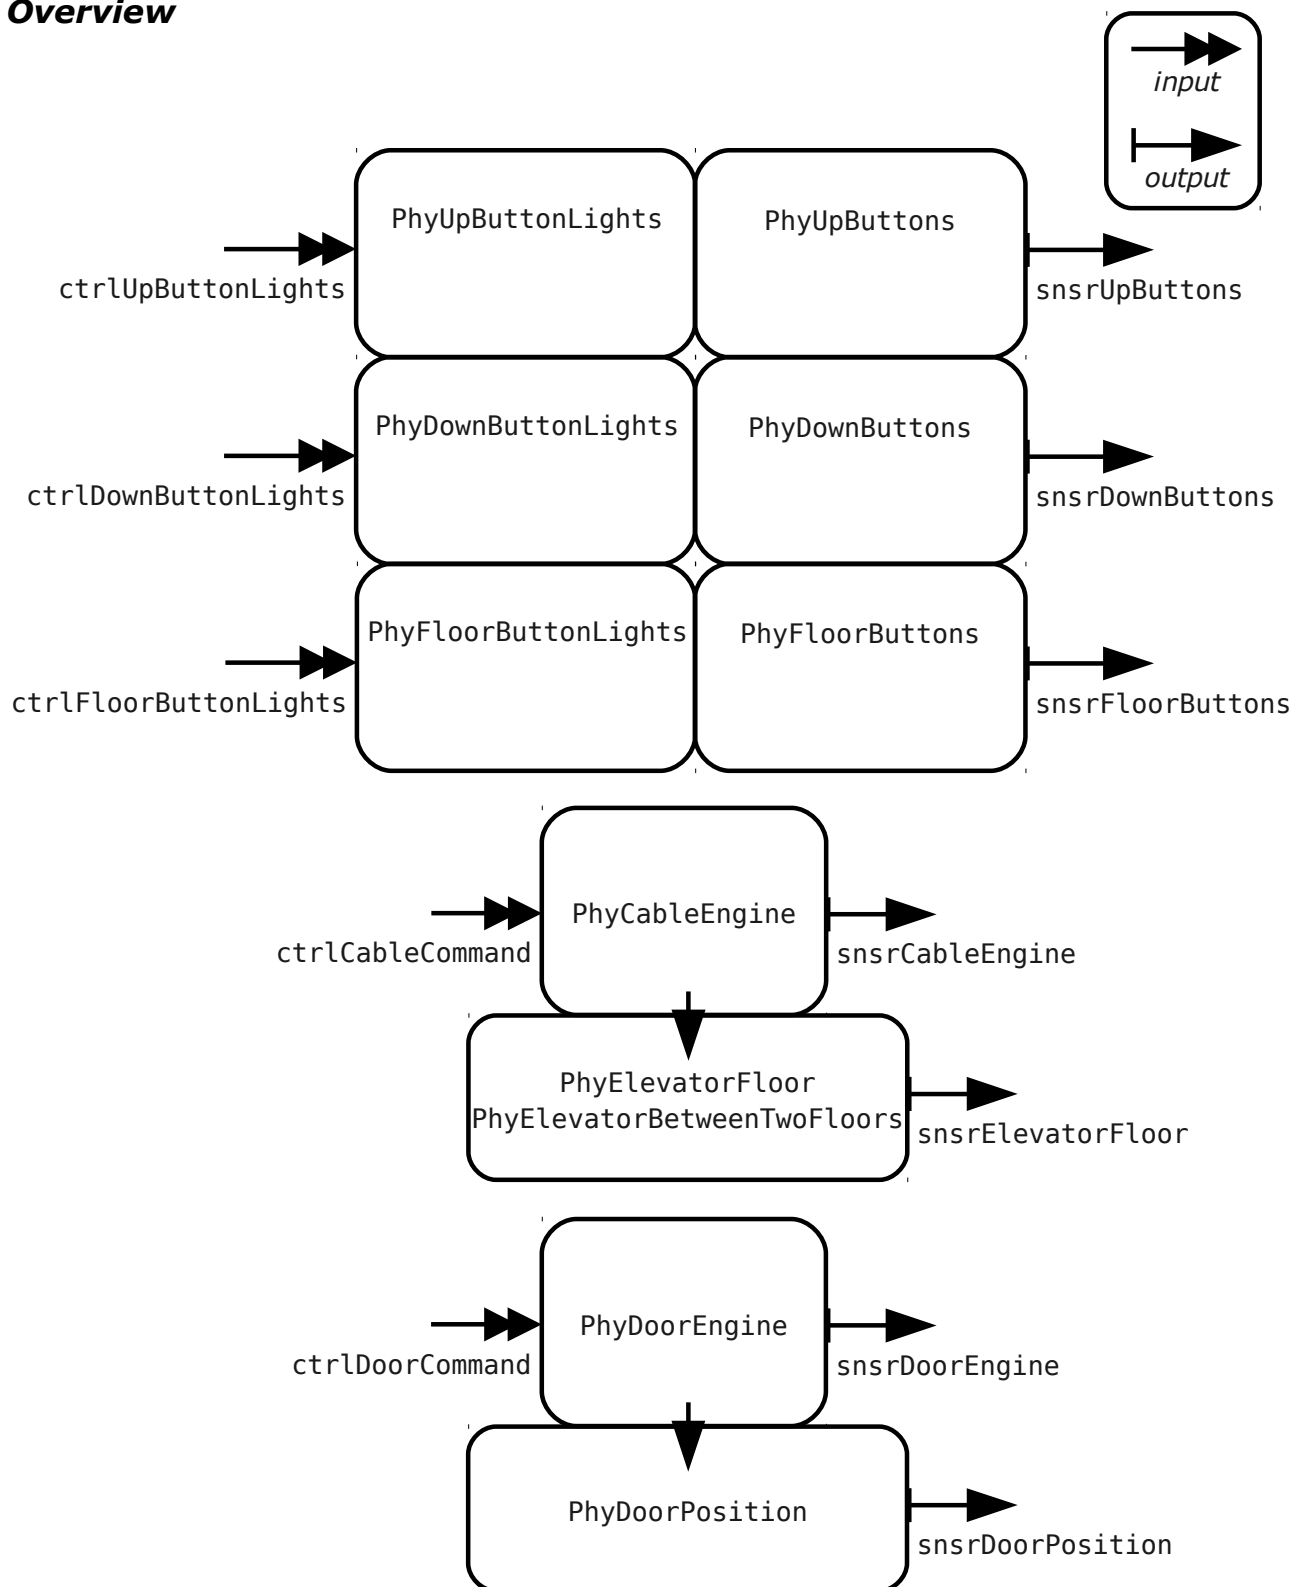 Overview
input
output
PhyUpButtonLights
PhyUpButtons
ctrlUpButtonLights
snsrUpButtons
PhyDownButtonLights
PhyDownButtons
ctrlDownButtonLights
snsrDownButtons
PhyFloorButtonLights
PhyFloorButtons
ctrlFloorButtonLights
snsrFloorButtons
PhyCableEngine
ctrlCableCommand
snsrCableEngine
PhyElevatorFloor
PhyElevatorBetweenTwoFloors
snsrElevatorFloor
PhyDoorEngine
ctrlDoorCommand
snsrDoorEngine
PhyDoorPosition
snsrDoorPosition